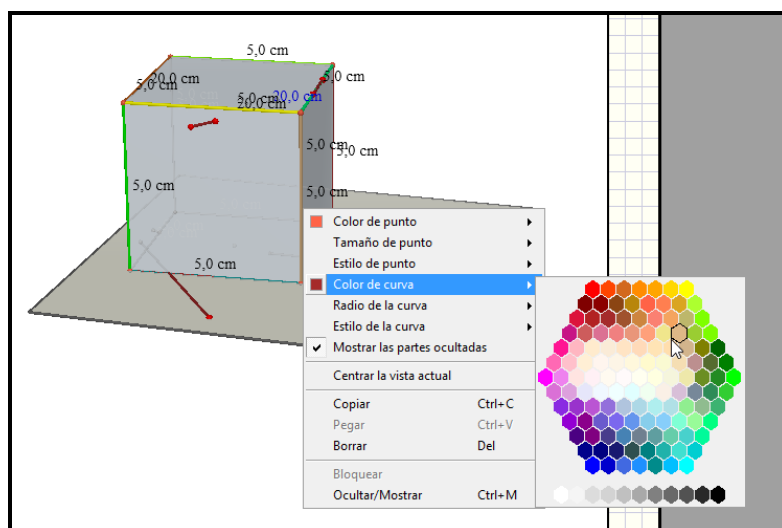 5,0 cm
20,0 cm
5,0 cm
5,0 cm
5,0 cm
20,0 cm
20,0 cm
5,0 cm
5,0 cm
5,0 cm
5,0 cm
5,0 cm
Color de punto
Tamaño de punto
Estilo de punto
Color de curva
Radio de la curva
Estilo de la curva
Mostrar las partes ocultadas
Centrar la vista actual
Copiar Ctrl+C
Pegar Ctrl+V
Borrar Del
Bloquear
Ocultar/Mostrar Ctrl+M